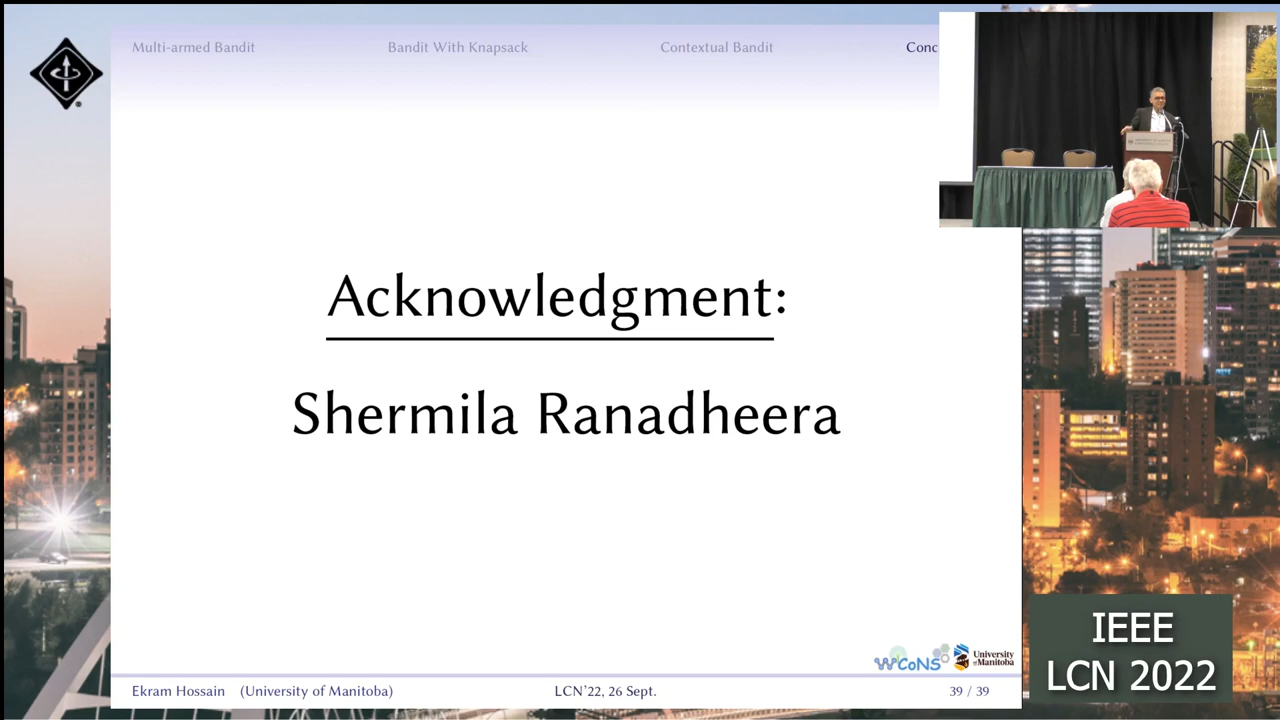 Multi-armed Bandit
Bandit With Knapsack
Contextual Bandit
Conc
Acknowledgment:
Shermila Ranadheera
WCoNS
University
of Manitoba
Ekram Hossain (University of Manitoba)
LCN'22, 26 Sept.
39 / 39
IEEE
LCN 2022